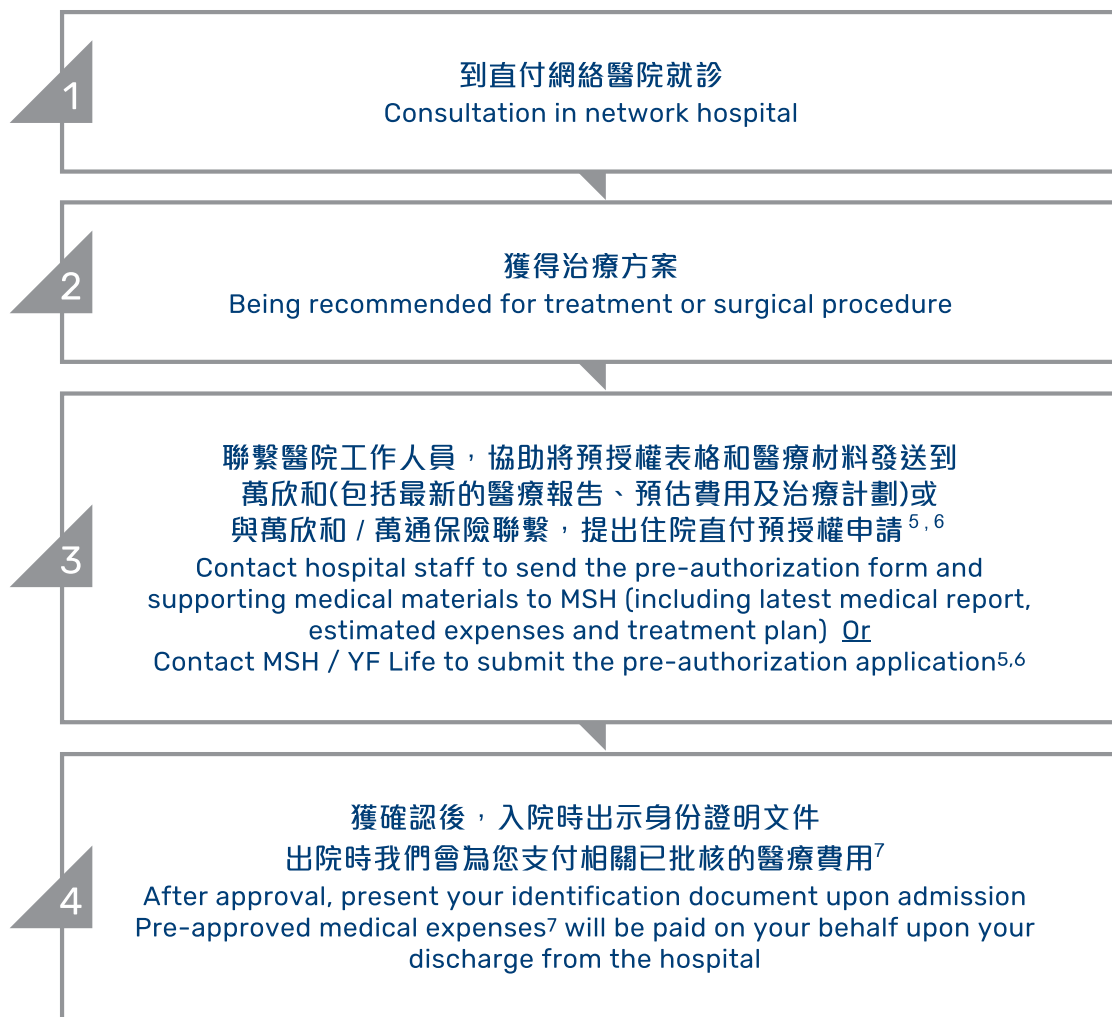 1
到直付網絡醫院就診
Consultation in network hospital
2
獲得治療方案
Being recommended for treatment or surgical procedure
3
聯繫醫院工作人員，協助將預授權表格和醫療材料發送到
萬欣和(包括最新的醫療報告、預估費用及治療計劃)或
與萬欣和 / 萬通保險聯繫，提出住院直付預授權申請 5,6
Contact hospital staff to send the pre-authorization form and
supporting medical materials to MSH (including latest medical report,
estimated expenses and treatment plan) Or
Contact MSH / YF Life to submit the pre-authorization application5,6
4
獲確認後，入院時出示身份證明文件
出院時我們會為您支付相關已批核的醫療費用7
After approval, present your identification document upon admission
Pre-approved medical expenses7 will be paid on your behalf upon your
discharge from the hospital